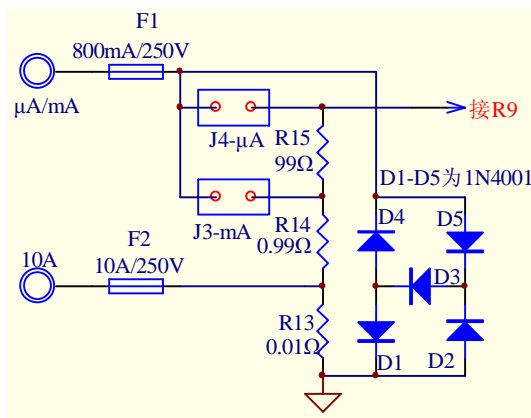 F1
800mA/250V
μA/mA
J4-μA
接R9
R15
99Ω
D1-D5为1N4001
J3-mA
R14
0.99Ω
D4
D5
F2
10A
10A/250V
D3
R13
0.01Ω
D1
D2